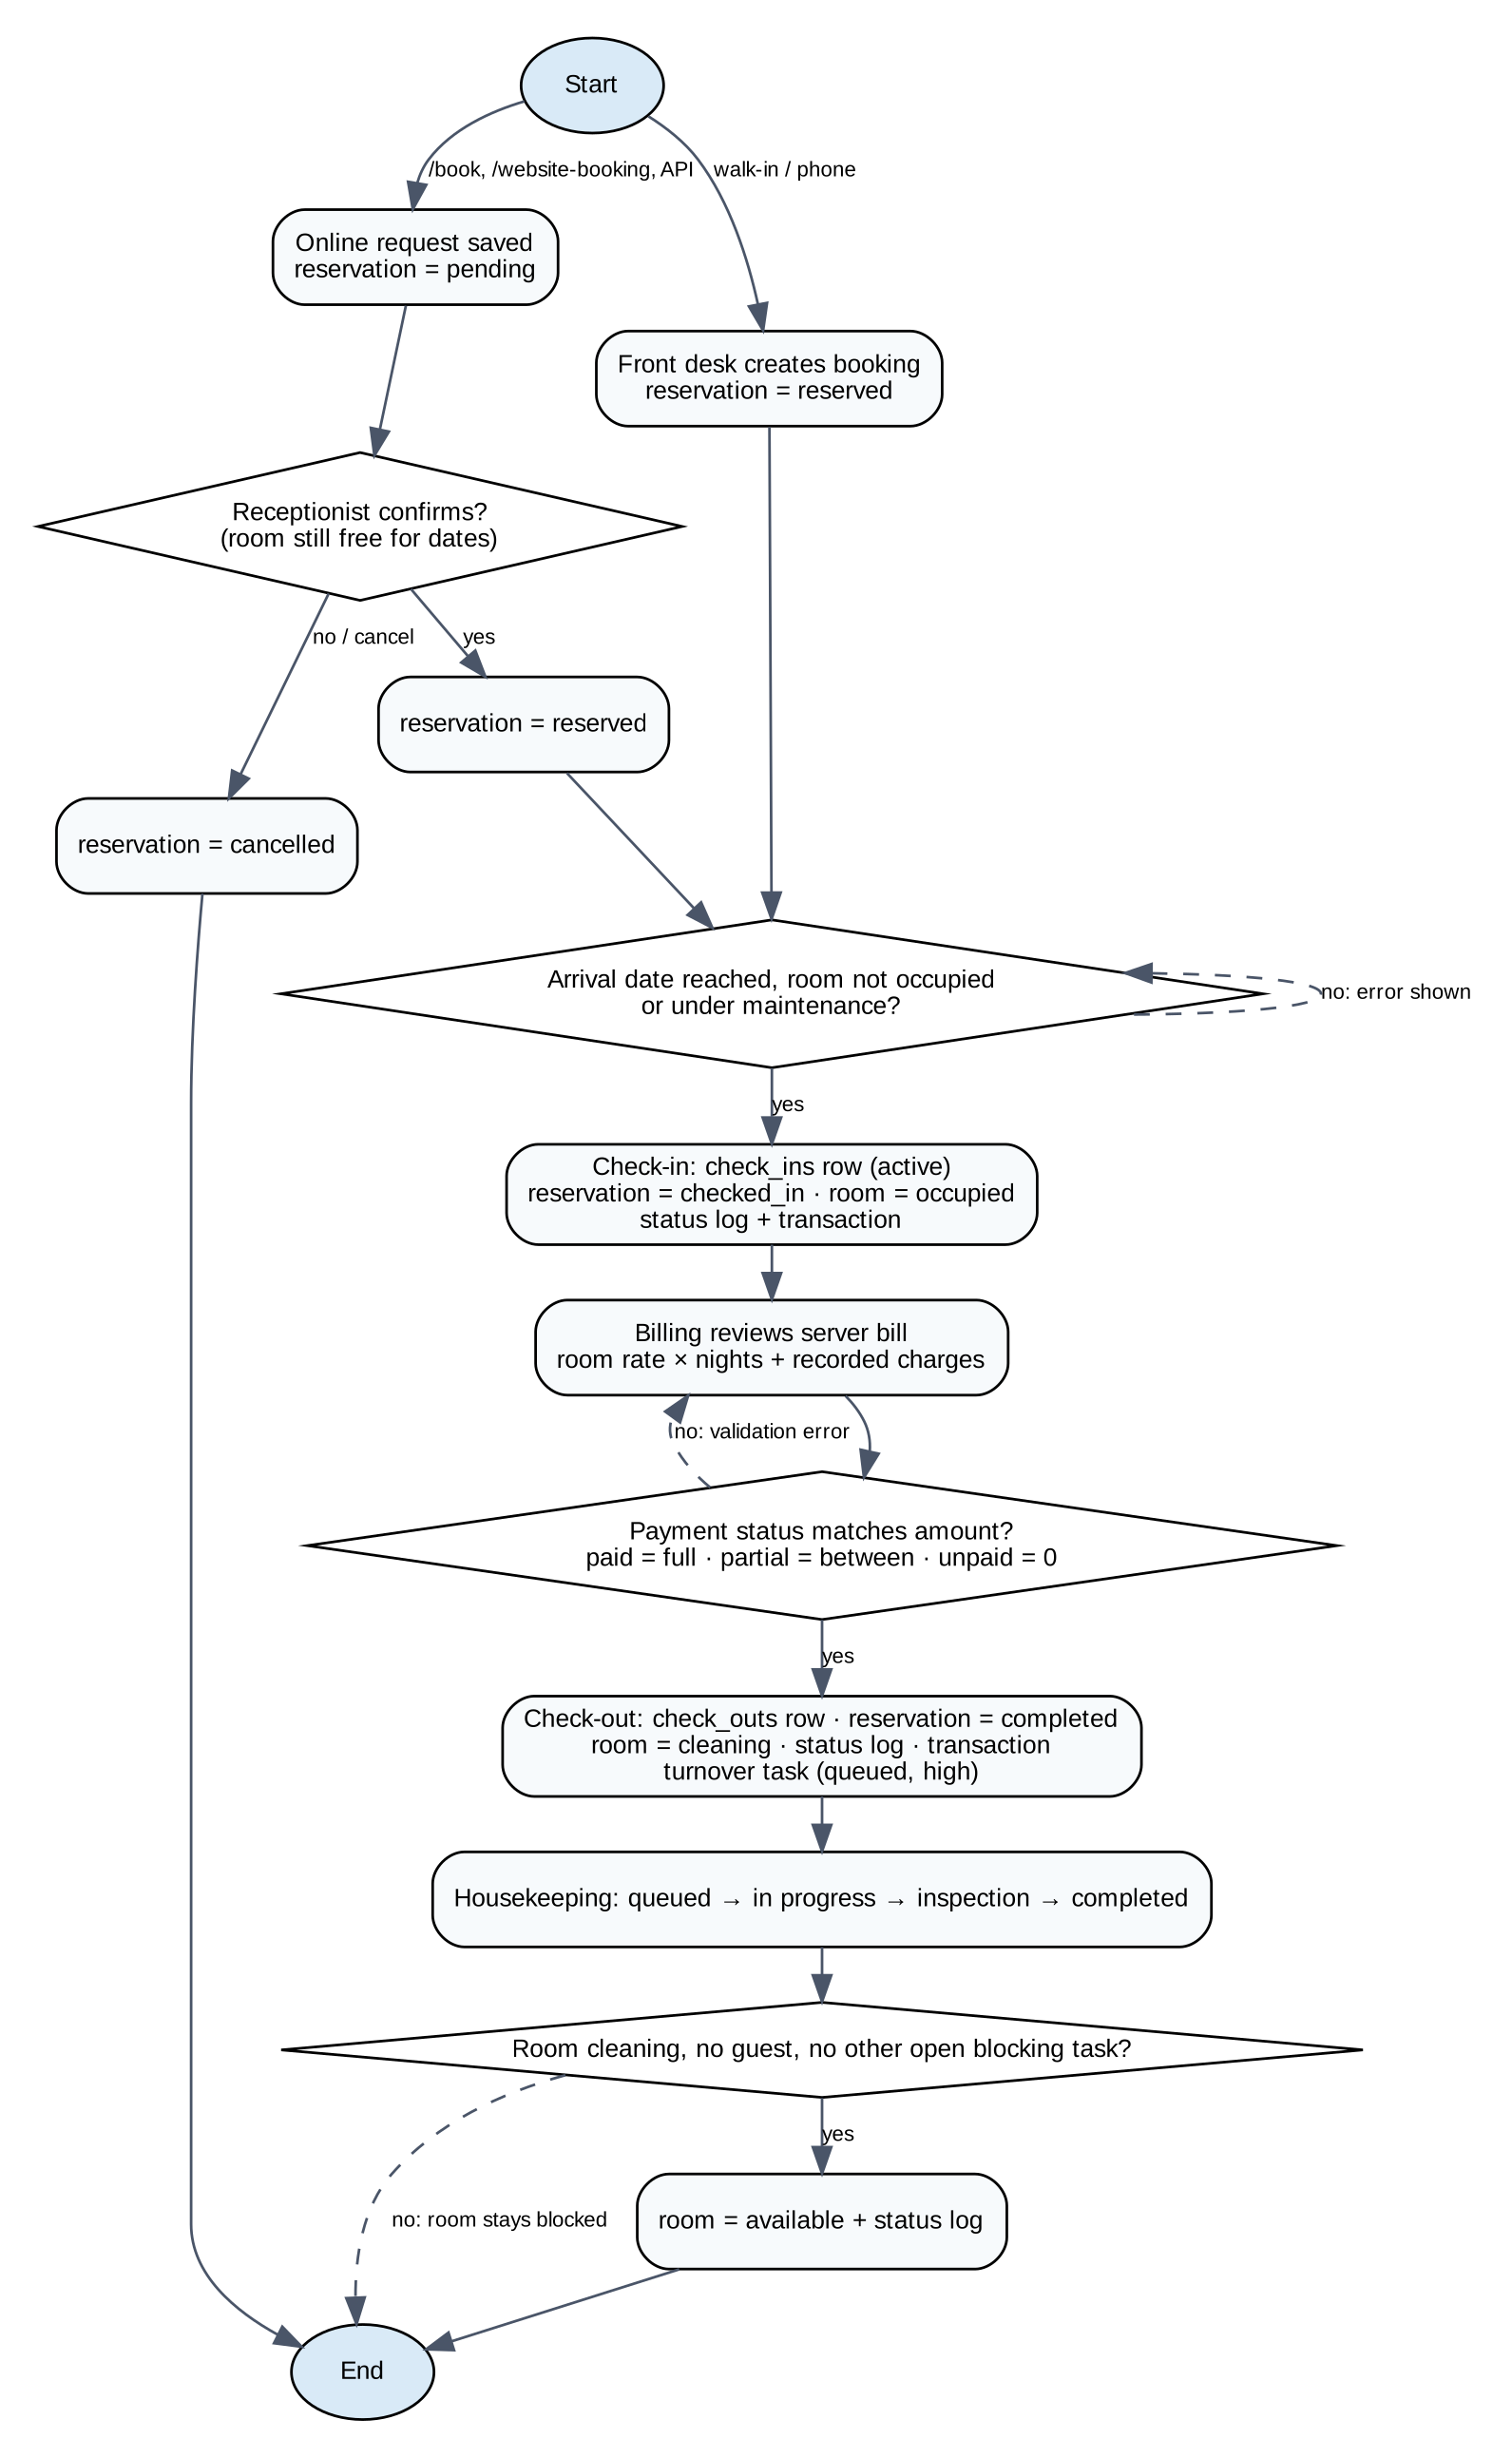 Start
/book, /website-booking, API
walk-in / phone
Online request saved
reservation = pending
Front desk creates booking
reservation = reserved
Receptionist confirms?
(room still free for dates)
no / cancel
yes
reservation = reserved
reservation = cancelled
Arrival date reached, room not occupied
or under maintenance?
no: error shown
yes
Check-in: check_ins row (active)
reservation = checked_in · room = occupied
status log + transaction
Billing reviews server bill
room rate × nights + recorded charges
no: validation error
Payment status matches amount?
paid = full · partial = between · unpaid = 0
yes
Check-out: check_outs row · reservation = completed
room = cleaning · status log · transaction
turnover task (queued, high)
Housekeeping: queued → in progress → inspection → completed
Room cleaning, no guest, no other open blocking task?
yes
no: room stays blocked
room = available + status log
End